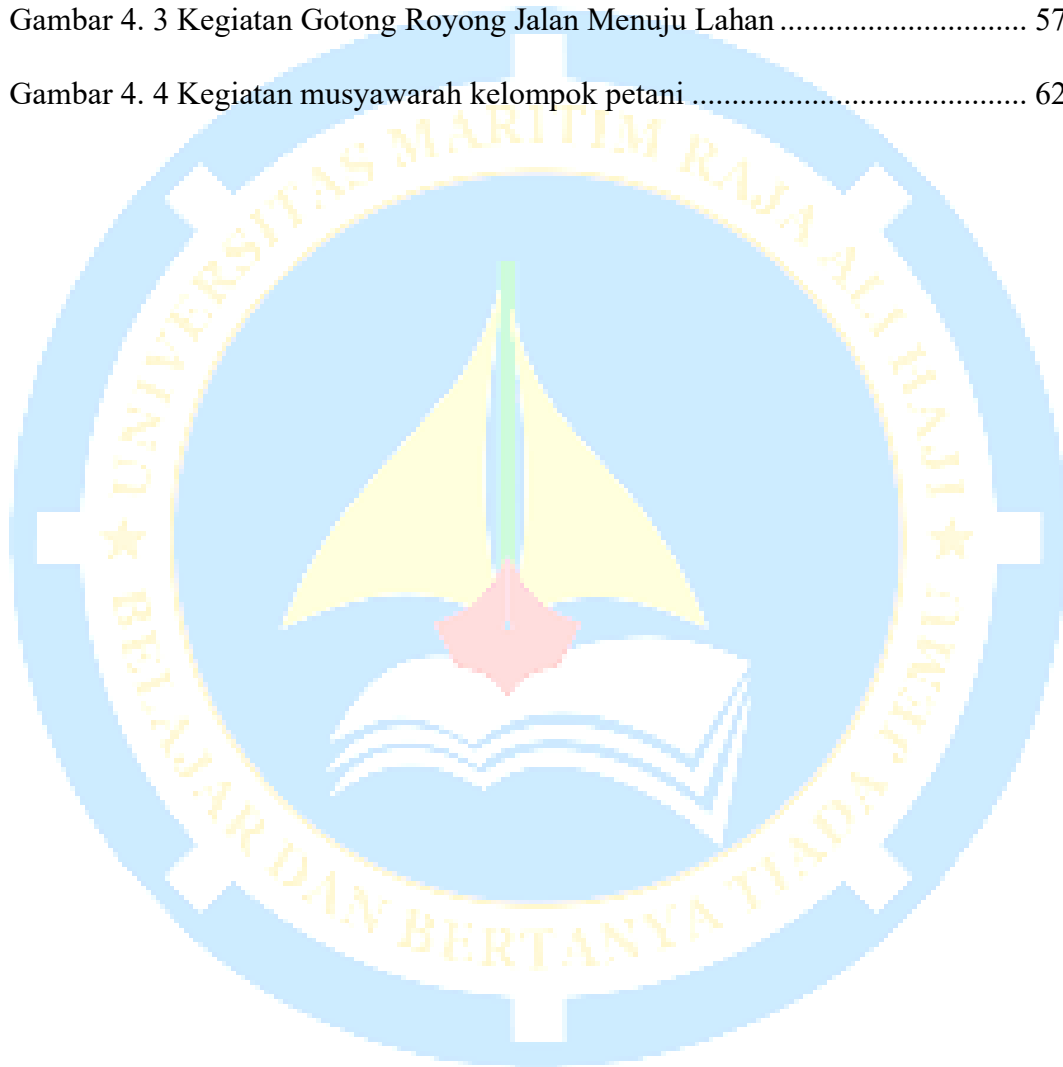 Gambar 4. 3 Kegiatan Gotong Royong Jalan Menuju Lahan ............................... 57
Gambar 4. 4 Kegiatan musyawarah kelompok petani .......................................... 62
UNIVERSITAS MARITIM RAJA ALI HAJI
BELAJAR DAN BERTANYA TIADA JEMU